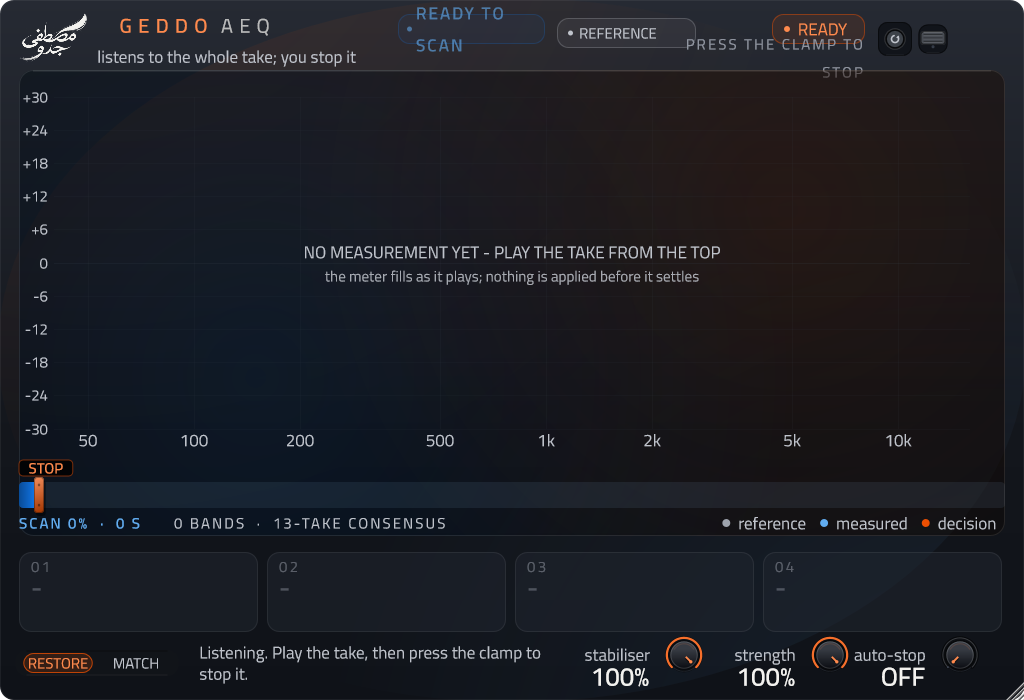 مصطفى جدو
GEDDO AEQ
listens to the whole take; you stop it
READY TO SCAN
REFERENCE
READY
PRESS THE CLAMP TO STOP
+30
+24
+18
+12
+6
0
-6
-12
-18
-24
-30
NO MEASUREMENT YET - PLAY THE TAKE FROM THE TOP
the meter fills as it plays; nothing is applied before it settles
50 100 200 500 1k 2k 5k 10k
STOP
SCAN 0% · 0 S 0 BANDS · 13-TAKE CONSENSUS
reference measured decision
01 02 03 04
– – – –
RESTORE MATCH
Listening. Play the take, then press the clamp to
stop it.
stabiliser
100%
strength
100%
auto-stop
OFF